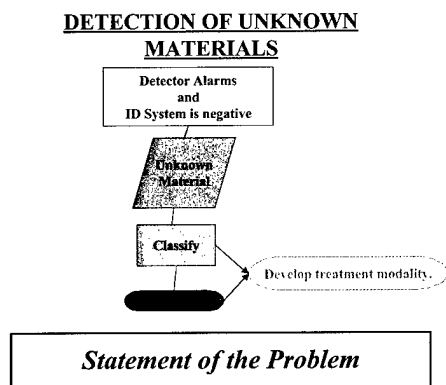 DETECTION OF UNKNOWN
MATERIALS
Detector Alarms
and
ID System is negative
Unknown
Material
Classify
Develop treatment modality.
Statement of the Problem